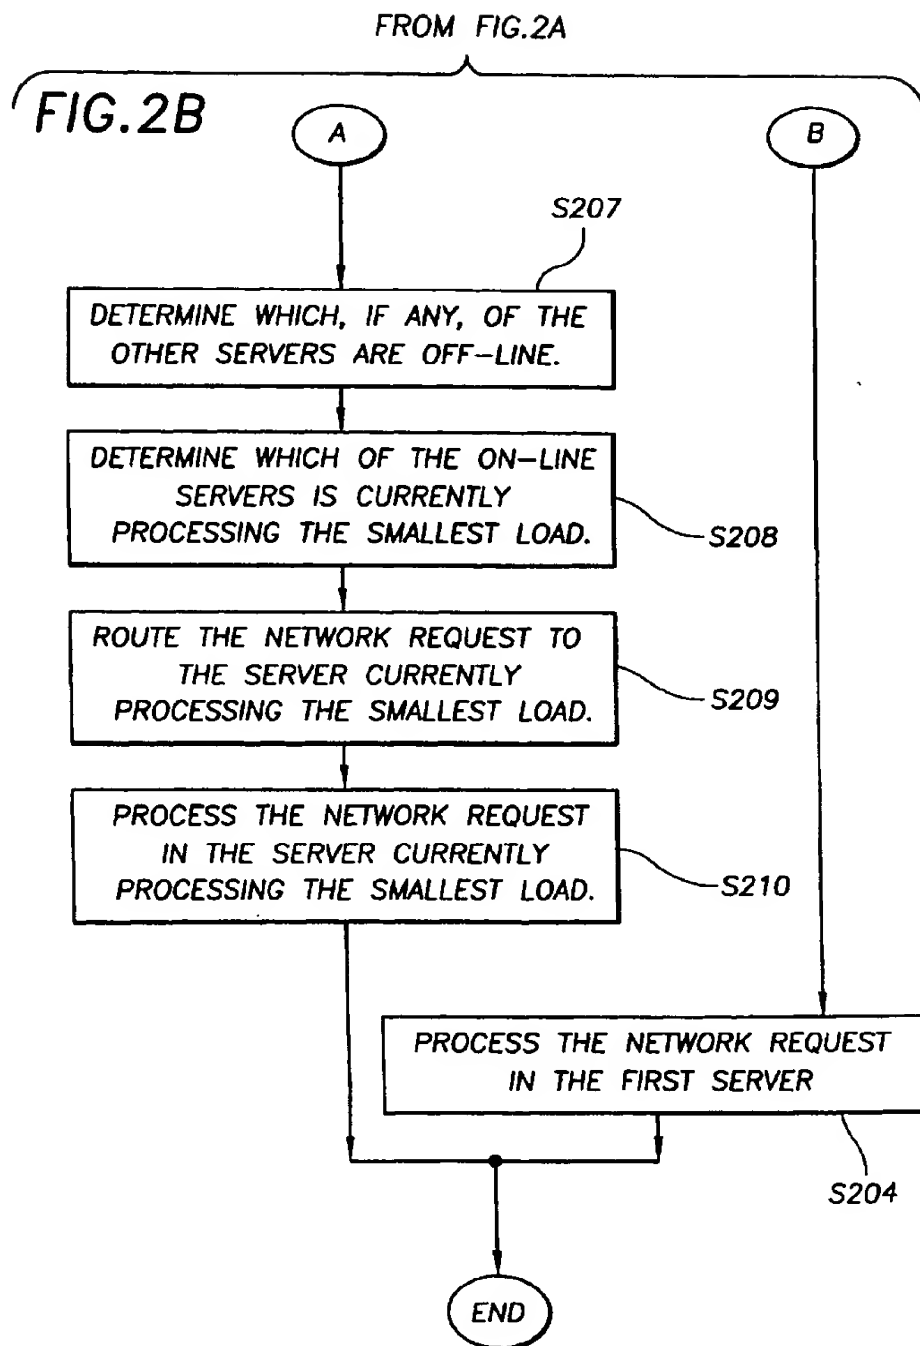 FROM FIG.2A
FIG.2B
A
B
S207
DETERMINE WHICH, IF ANY, OF THE
OTHER SERVERS ARE OFF-LINE.
DETERMINE WHICH OF THE ON-LINE
SERVERS IS CURRENTLY
PROCESSING THE SMALLEST LOAD.
S208
ROUTE THE NETWORK REQUEST TO
THE SERVER CURRENTLY
PROCESSING THE SMALLEST LOAD.
S209
PROCESS THE NETWORK REQUEST
IN THE SERVER CURRENTLY
PROCESSING THE SMALLEST LOAD.
S210
PROCESS THE NETWORK REQUEST
IN THE FIRST SERVER
S204
END